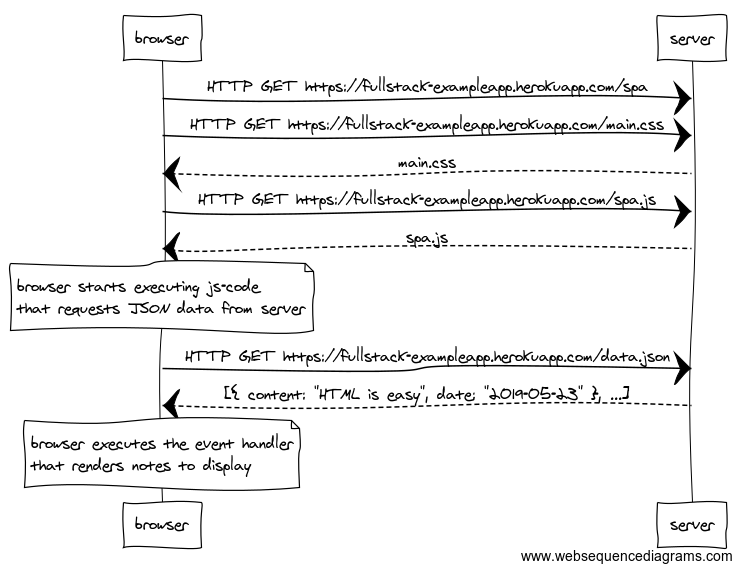 browser
server
HTTP GET https://fullstack-exampleapp.herokuapp.com/spa
HTTP GET https://fullstack-exampleapp.herokuapp.com/main.css
main.css
HTTP GET https://fullstack-exampleapp.herokuapp.com/spa.js
spa.js
browser starts executing js-code
that requests JSON data from server
HTTP GET https://fullstack-exampleapp.herokuapp.com/data.json
[{ content: "HTML is easy", date: "2019-05-23" }, ...]
browser executes the event handler
that renders notes to display
browser
server
www.websequencediagrams.com